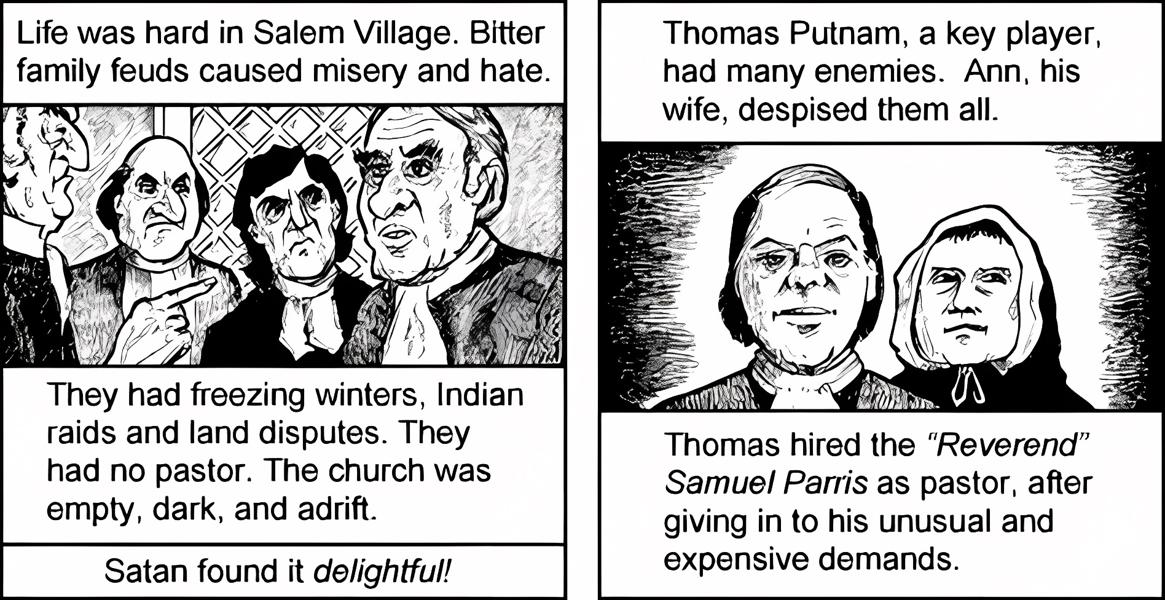 Life was hard in Salem Village. Bitter
family feuds caused misery and hate.
They had freezing winters, Indian
raids and land disputes. They
had no pastor. The church was
empty, dark, and adrift.
Satan found it delightful!
Thomas Putnam, a key player,
had many enemies. Ann, his
wife, despised them all.
Thomas hired the “Reverend”
Samuel Parris as pastor, after
giving in to his unusual and
expensive demands.